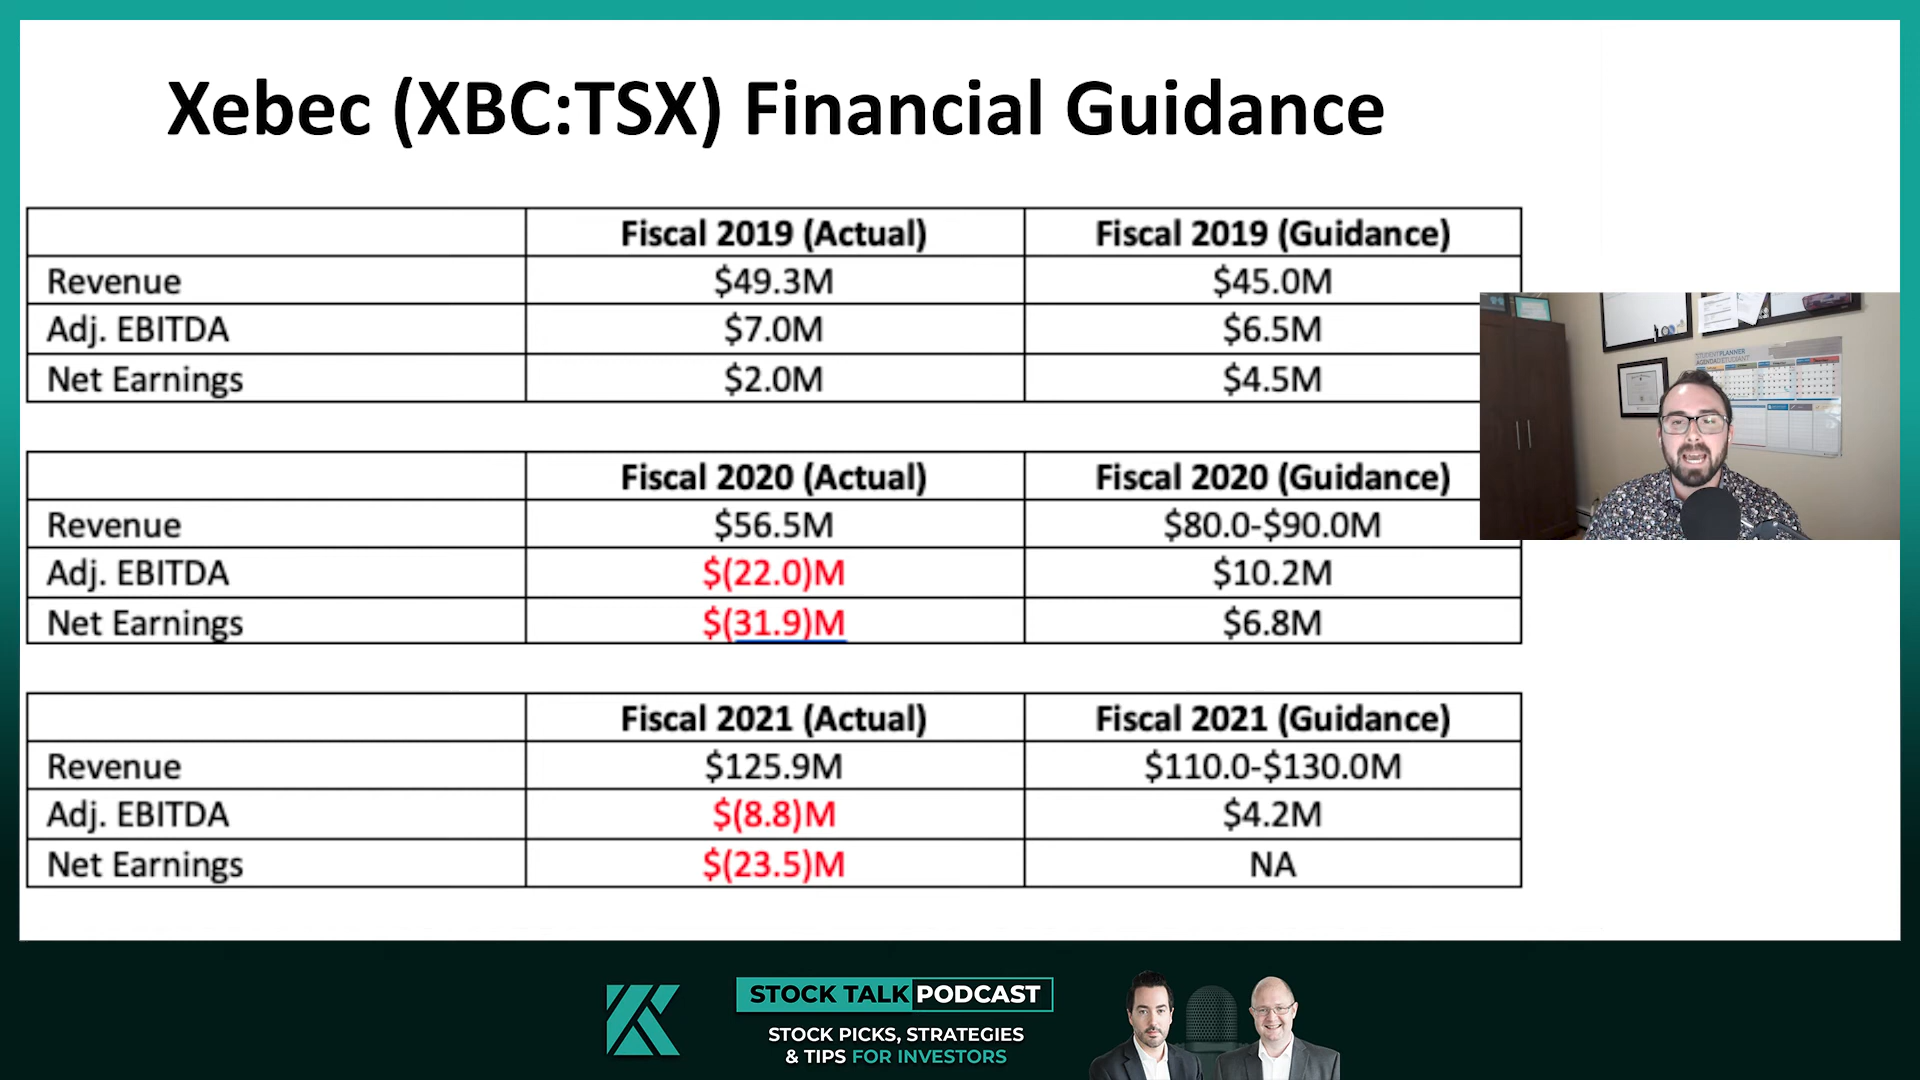 Xebec (XBC:TSX) Financial Guidance
Fiscal 2019 (Actual) Fiscal 2019 (Guidance)
Revenue $49.3M $45.0M
Adj. EBITDA $7.0M $6.5M
Net Earnings $2.0M $4.5M
Fiscal 2020 (Actual) Fiscal 2020 (Guidance)
Revenue $56.5M $80.0-$90.0M
Adj. EBITDA $(22.0)M $10.2M
Net Earnings $(31.9)M $6.8M
Fiscal 2021 (Actual) Fiscal 2021 (Guidance)
Revenue $125.9M $110.0-$130.0M
Adj. EBITDA $(8.8)M $4.2M
Net Earnings $(23.5)M NA
STUDENT PLANNER
AGENDA ÉTUDIANT
STOCK TALK PODCAST
STOCK PICKS, STRATEGIES
& TIPS FOR INVESTORS